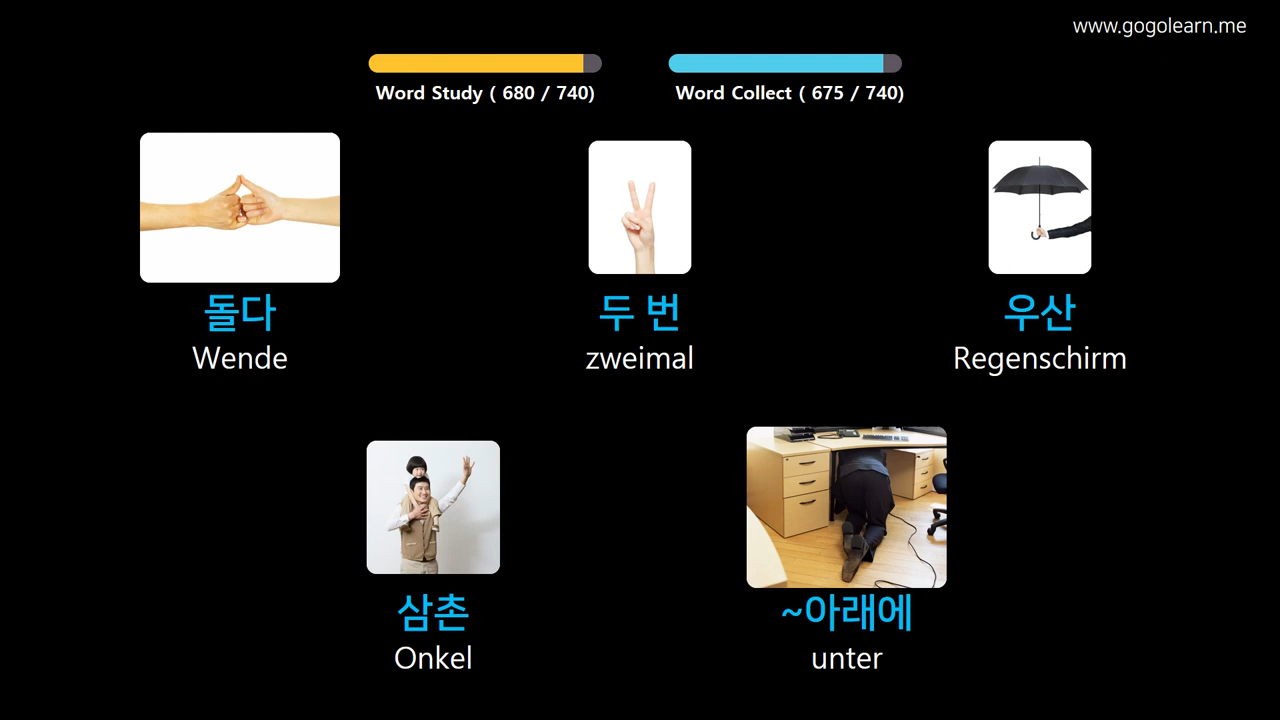 www.gogolearn.me
Word Study ( 680 / 740)
Word Collect ( 675 / 740)
돌다
Wende
두 번
zweimal
우산
Regenschirm
삼촌
Onkel
~아래에
unter